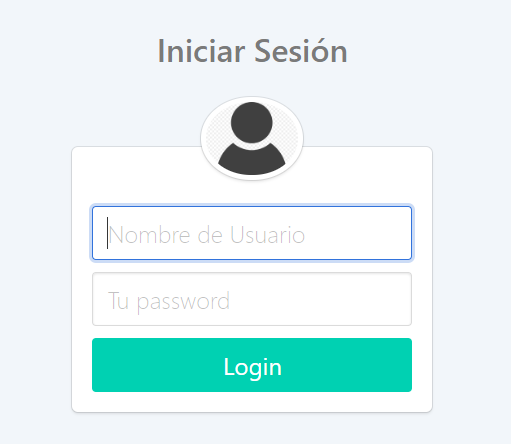 Iniciar Sesión
Nombre de Usuario
Tu password
Login